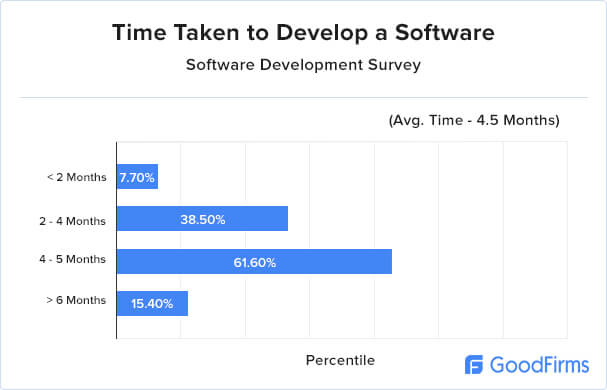 Time Taken to Develop a Software
Software Development Survey
(Avg. Time - 4.5 Months)
< 2 Months
7.70%
2 - 4 Months
38.50%
4 - 5 Months
61.60%
> 6 Months
15.40%
Percentile
GoodFirms